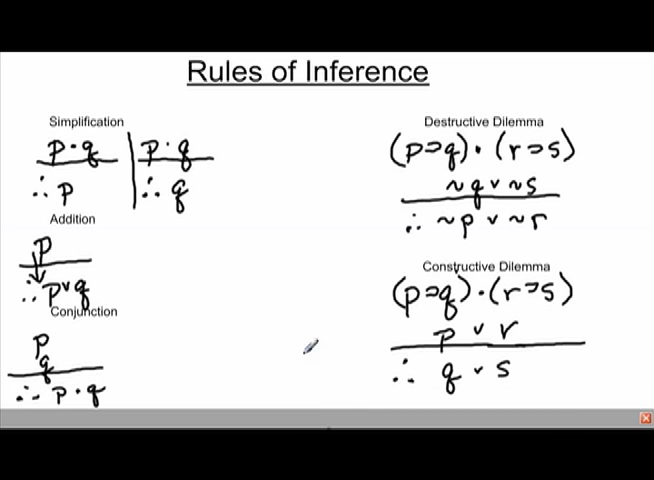 Rules of Inference
Simplification
p · q | p · q
∴ p | ∴ q
Addition
p
∴ p v q
Conjunction
p
q
∴ p · q
Destructive Dilemma
(p ⊃ q) · (r ⊃ s)
~q v ~s
∴ ~p v ~r
Constructive Dilemma
(p ⊃ q) · (r ⊃ s)
p v r
∴ q v s